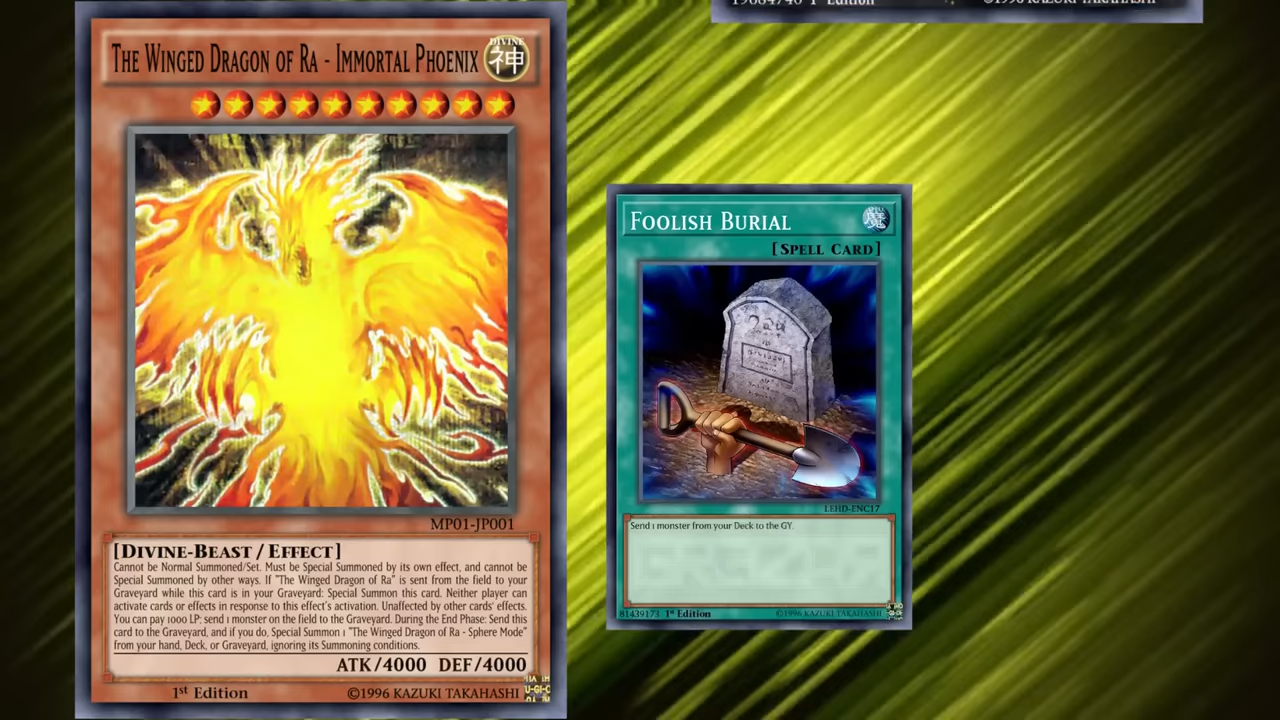 19684740 1st Edition ©1996 KAZUKI TAKAHASHI
THE WINGED DRAGON OF RA - IMMORTAL PHOENIX
DIVINE
神
MP01-JP001
[DIVINE-BEAST / EFFECT]
Cannot be Normal Summoned/Set. Must be Special Summoned by its own effect, and cannot be
Special Summoned by other ways. If "The Winged Dragon of Ra" is sent from the field to your
Graveyard while this card is in your Graveyard: Special Summon this card. Neither player can
activate cards or effects in response to this effect's activation. Unaffected by other cards' effects.
You can pay 1000 LP: send 1 monster on the field to the Graveyard. During the End Phase: Send this
card to the Graveyard, and if you do, Special Summon 1 "The Winged Dragon of Ra - Sphere Mode"
from your hand, Deck, or Graveyard, ignoring its Summoning conditions.
ATK/4000 DEF/4000
1st Edition ©1996 KAZUKI TAKAHASHI
FOOLISH BURIAL
魔
[SPELL CARD]
LEHD-ENC17
Send 1 monster from your Deck to the GY.
81439173 1st Edition ©1996 KAZUKI TAKAHASHI